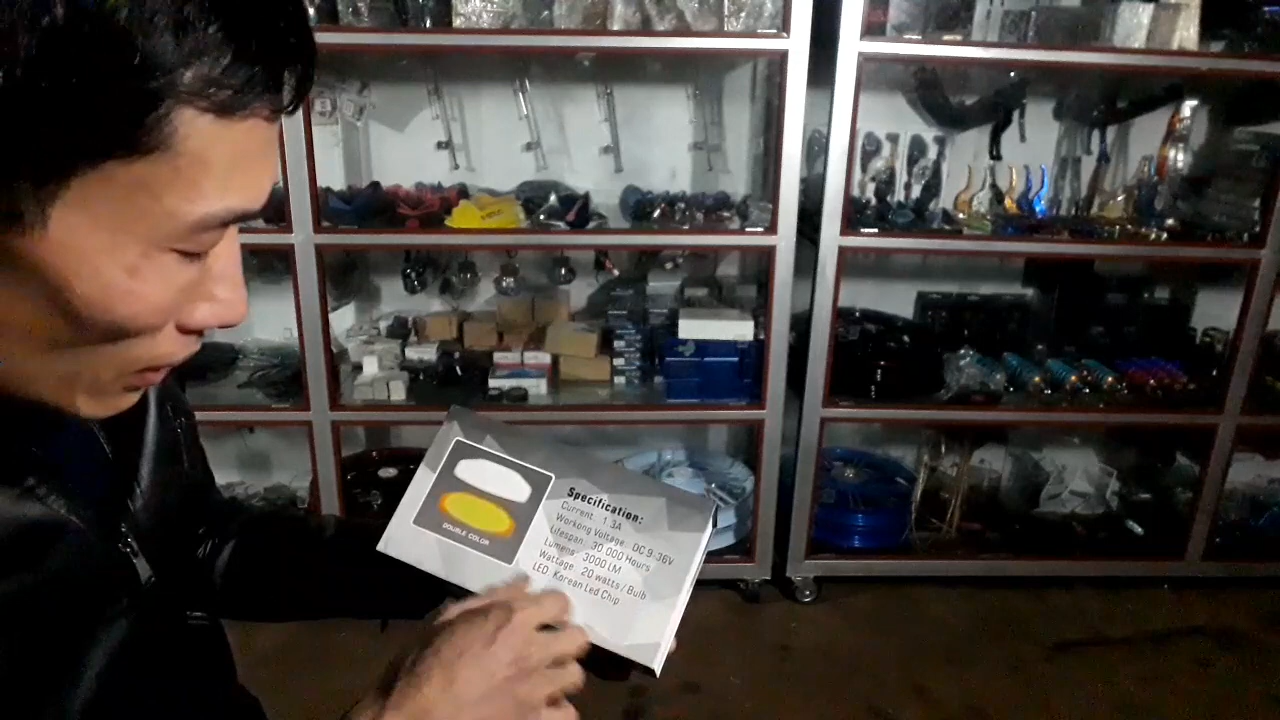 DOUBLE COLOR
Specification:
Current: 1.3A
Workong Voltage: DC 9-36V
Lifespan: 30.000 Hours
Lumens: 3000 LM
Wattage: 20 watts / Bulb
LED: Korean Led Chip